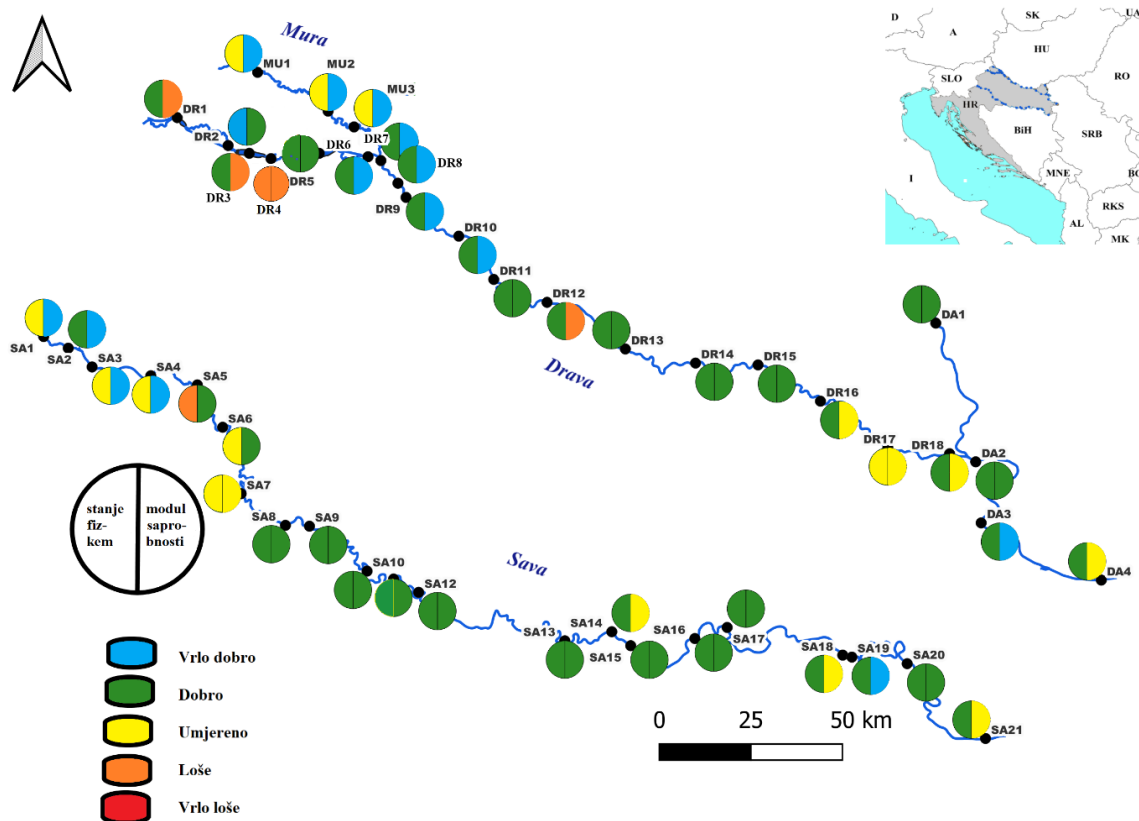 Mura
MU1
MU2
MU3
DR1
DR2
DR3
DR4
DR5
DR6
DR7
DR8
DR9
DR10
DR11
DR12
DR13
DR14
DR15
DR16
DR17
DR18
Drava
DA1
DA2
DA3
DA4
SA1
SA2
SA3
SA4
SA5
SA6
SA7
SA8
SA9
SA10
SA12
SA13
SA14
SA15
SA16
SA17
SA18
SA19
SA20
SA21
Sava
stanje
fiz-
kem
modul
sapro-
bnosti
Vrlo dobro
Dobro
Umjereno
Loše
Vrlo loše
0 25 50 km
D
A
SK
UA
HU
SLO
RO
HR
BiH
SRB
I
MNE
BG
RKS
AL
MK